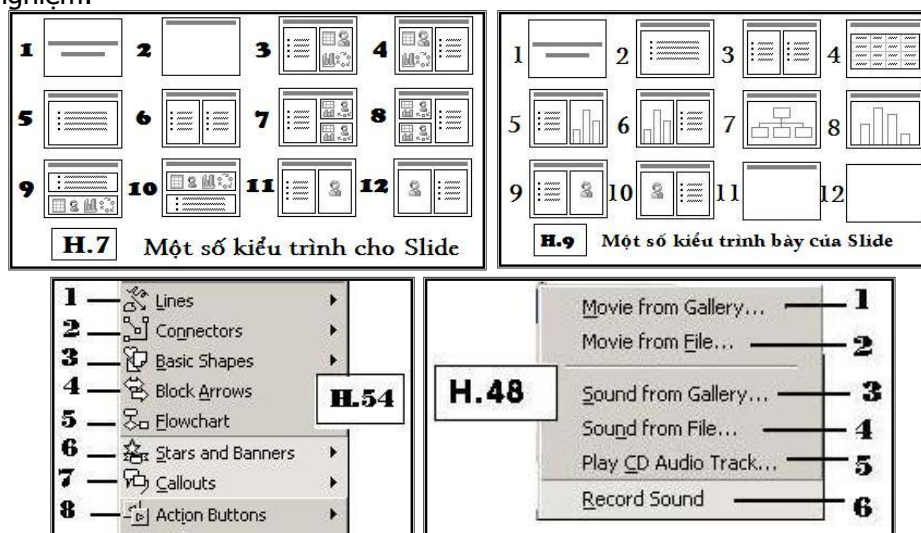 nghiệm.
1 2 3 4
5 6 7 8
9 10 11 12
H.7 Một số kiểu trình cho Slide
1 2 3 4
5 6 7 8
9 10 11 12
H.9 Một số kiểu trình bày của Slide
1 Lines
2 Connectors
3 Basic Shapes
4 Block Arrows
5 Flowchart
6 Stars and Banners
7 Callouts
8 Action Buttons
H.54
H.48
Movie from Gallery... 1
Movie from File... 2
Sound from Gallery... 3
Sound from File... 4
Play CD Audio Track... 5
Record Sound 6